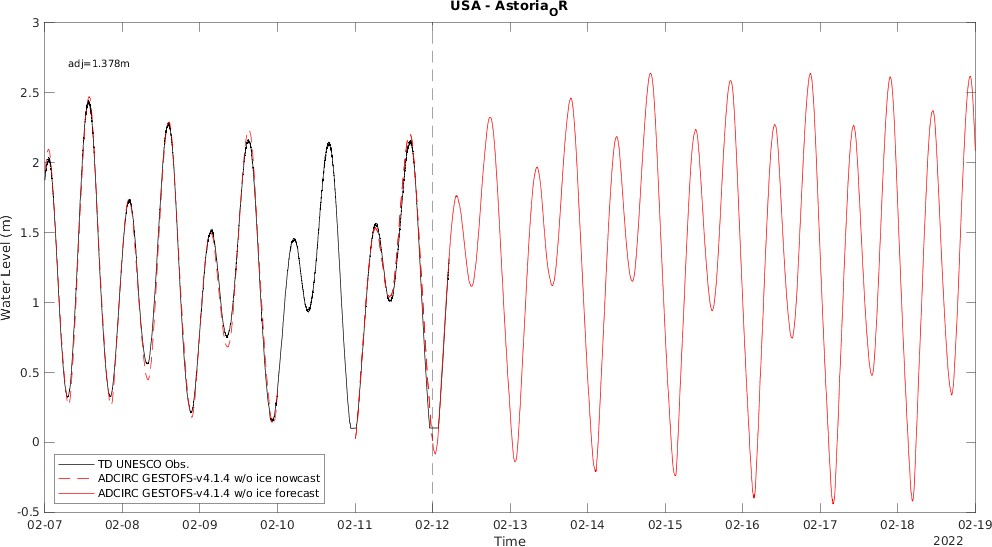 USA - AstoriaOR
3
adj=1.378m
2.5
2
1.5
1
0.5
0
-0.5
Water Level (m)
TD UNESCO Obs.
ADCIRC GESTOFS-v4.1.4 w/o ice nowcast
ADCIRC GESTOFS-v4.1.4 w/o ice forecast
02-07 02-08 02-09 02-10 02-11 02-12 02-13 02-14 02-15 02-16 02-17 02-18 02-19
Time
2022